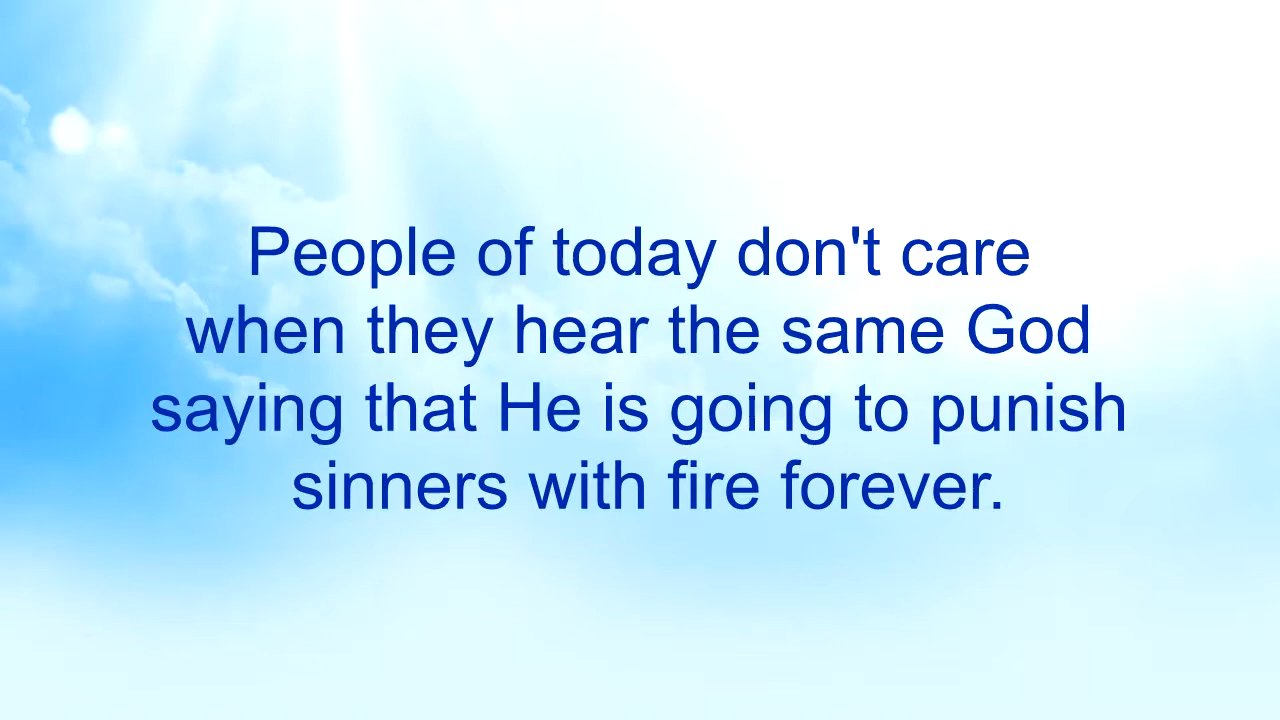 People of today don't care
when they hear the same God
saying that He is going to punish
sinners with fire forever.